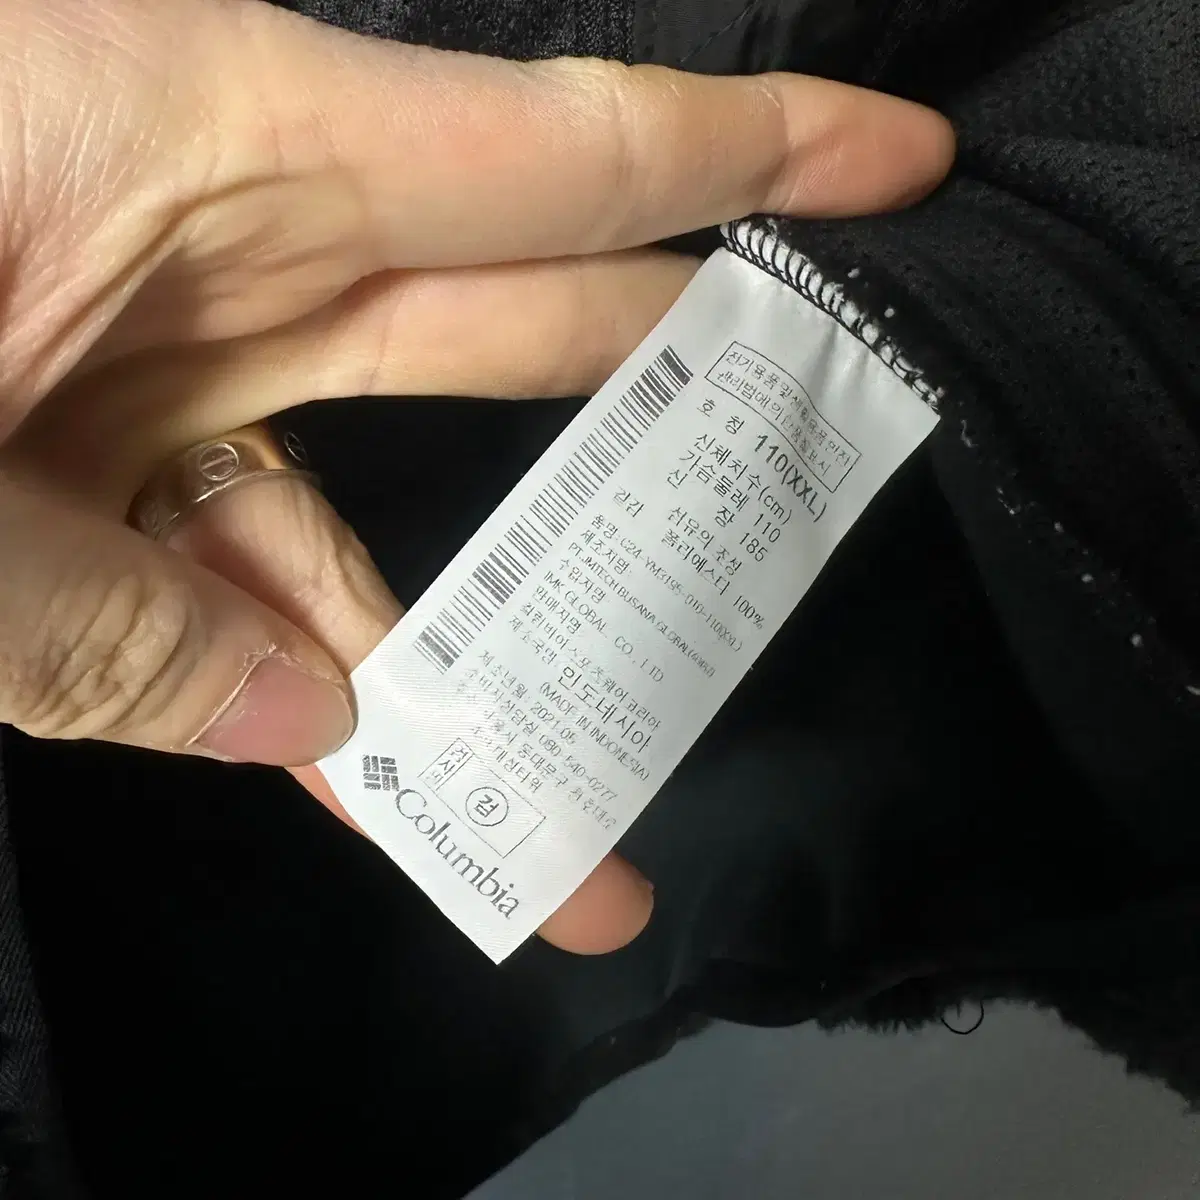 전기용품 및 생활용품 안전
관리법에 의한 품질표시
호 칭 110(XXL)
신체치수(cm)
가슴둘레 110
신 장 185
섬유의 조성
겉감 폴리에스터 100%
품명: C24-YM3195-010-110(XXL)
제조자명:
PT.JMTECH BUSANA GLOBAL
수입자명:
IMK GLOBAL. CO., LTD
판매자명:
컬럼비아스포츠웨어코리아
제조국명: 인도네시아
(MADE IN INDONESIA)
제조년월: 2021.05
소비자상담실 080-540-0277
서울시 동대문구 천호대로
검사필
검
Columbia